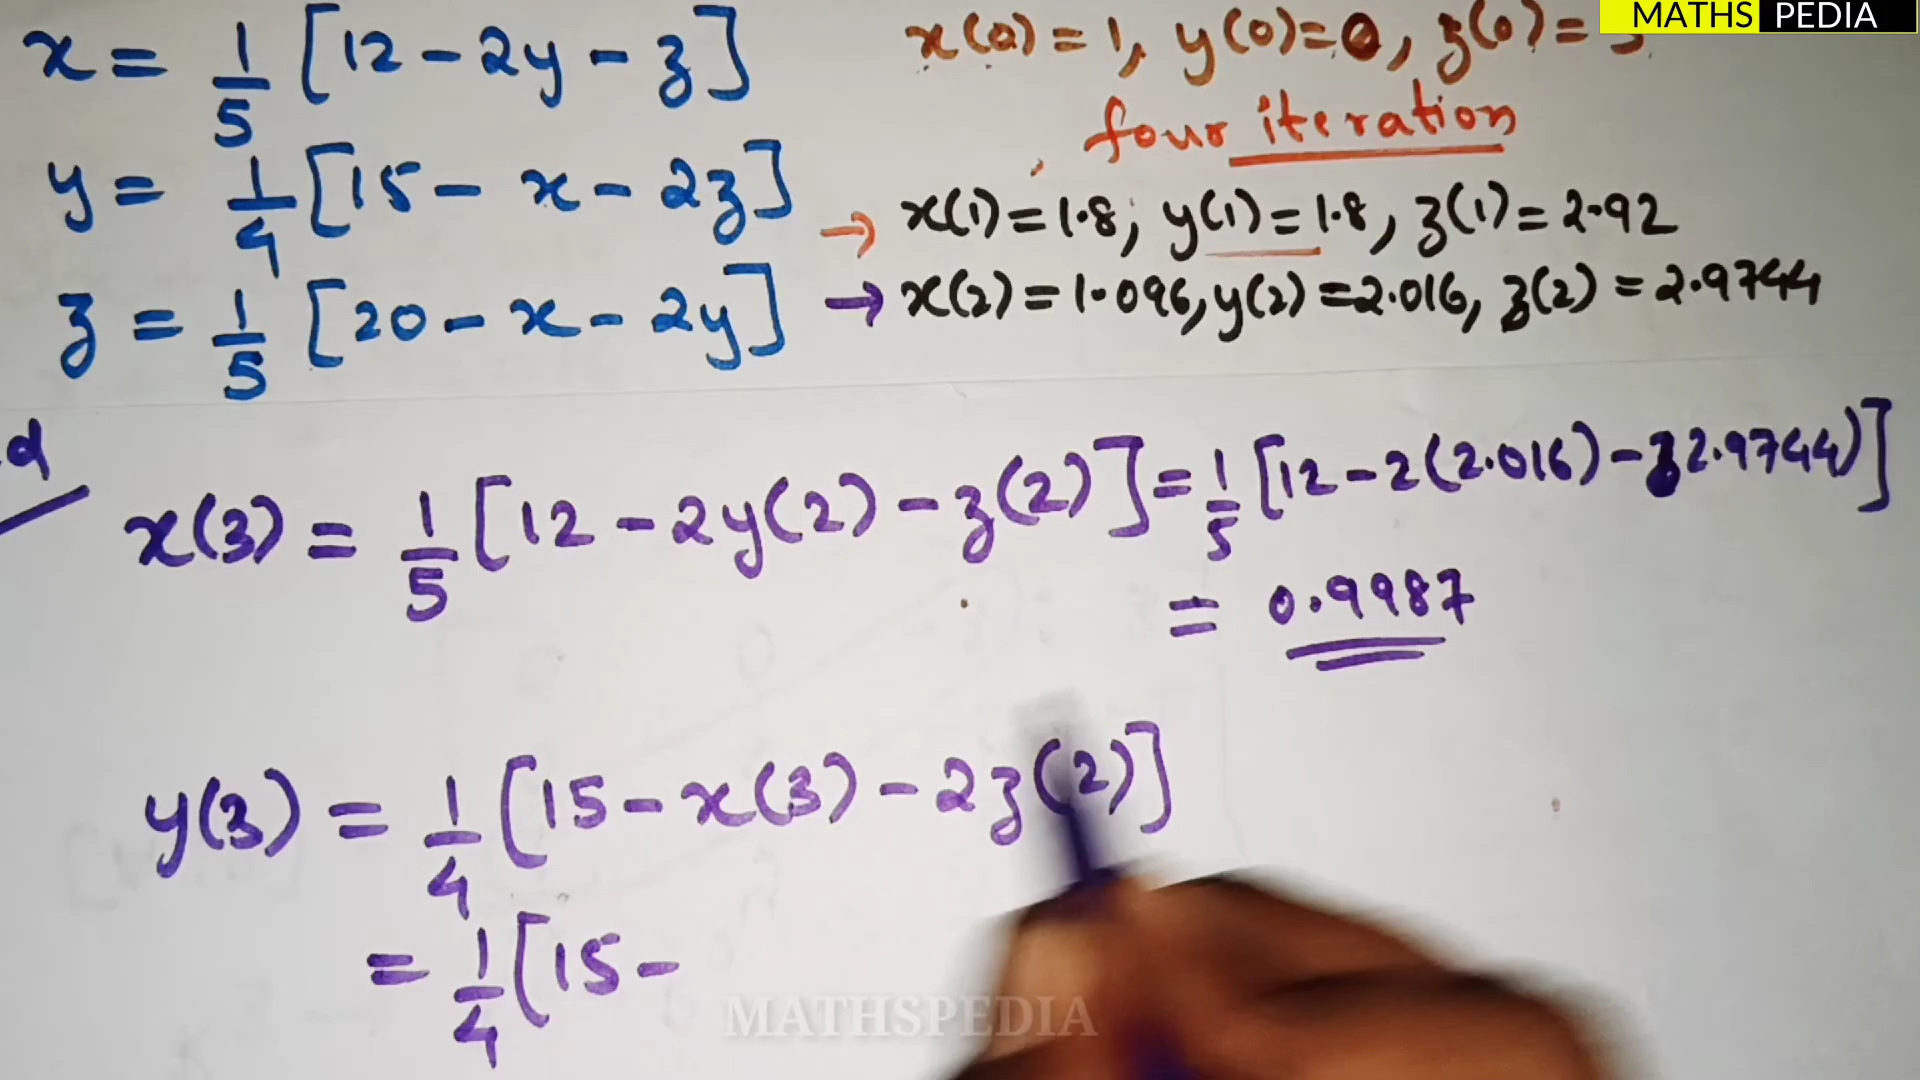 MATHS PEDIA
x = 1/5 [12 - 2y - z]
x(0) = 1, y(0) = 0, z(0) =
four iteration
y = 1/4 [15 - x - 2z]
→ x(1) = 1.8; y(1) = 1.8, z(1) = 2.92
z = 1/5 [20 - x - 2y]
→ x(2) = 1.096, y(2) = 2.016, z(2) = 2.9744
x(3) = 1/5 [12 - 2y(2) - z(2)] = 1/5 [12 - 2(2.016) - 2.9744)]
= 0.9987
y(3) = 1/4 [15 - x(3) - 2z(2)]
= 1/4 [15 -
MATHSPEDIA